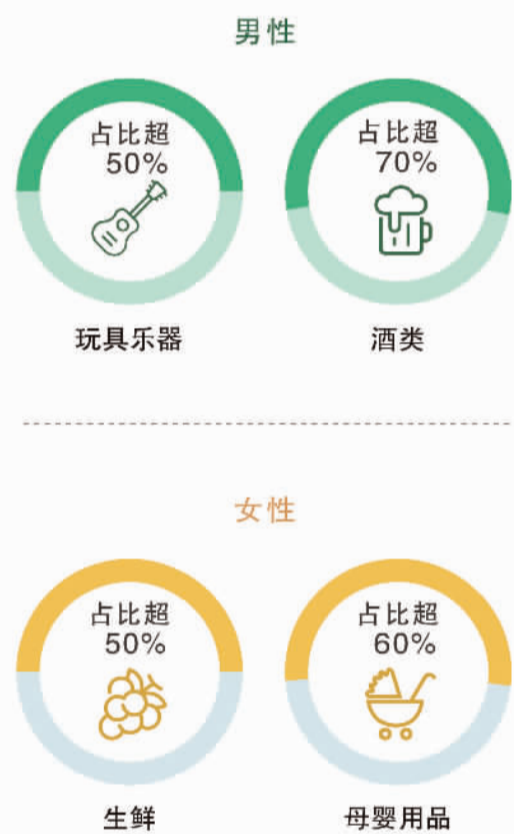 男性
占比超
50%
占比超
70%
玩具乐器
酒类
女性
占比超
50%
占比超
60%
生鲜
母婴用品